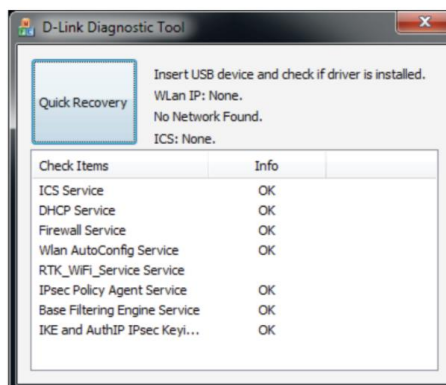 D-Link Diagnostic Tool
Quick Recovery
Insert USB device and check if driver is installed.
WLan IP: None.
No Network Found.
ICS: None.
Check Items Info
ICS Service OK
DHCP Service OK
Firewall Service OK
Wlan AutoConfig Service OK
RTK_WiFi_Service Service
IPsec Policy Agent Service OK
Base Filtering Engine Service OK
IKE and AuthIP IPsec Keyi... OK